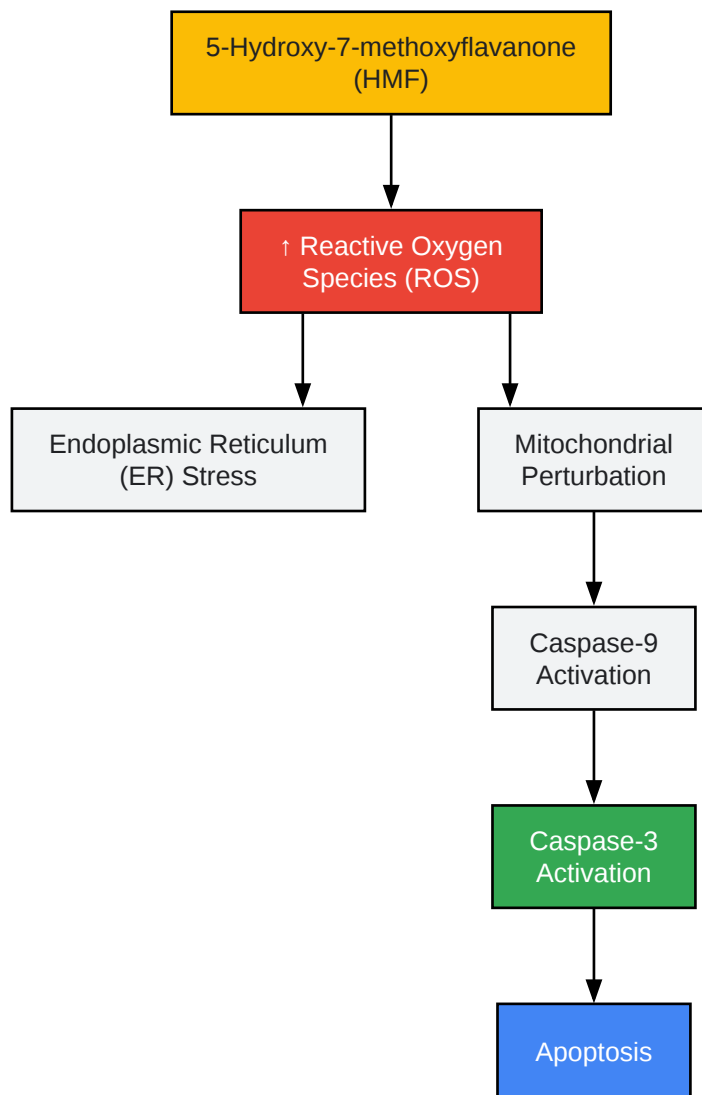 5-Hydroxy-7-methoxyflavanone
(HMF)
↑ Reactive Oxygen
Species (ROS)
Endoplasmic Reticulum
(ER) Stress
Mitochondrial
Perturbation
Caspase-9
Activation
Caspase-3
Activation
Apoptosis